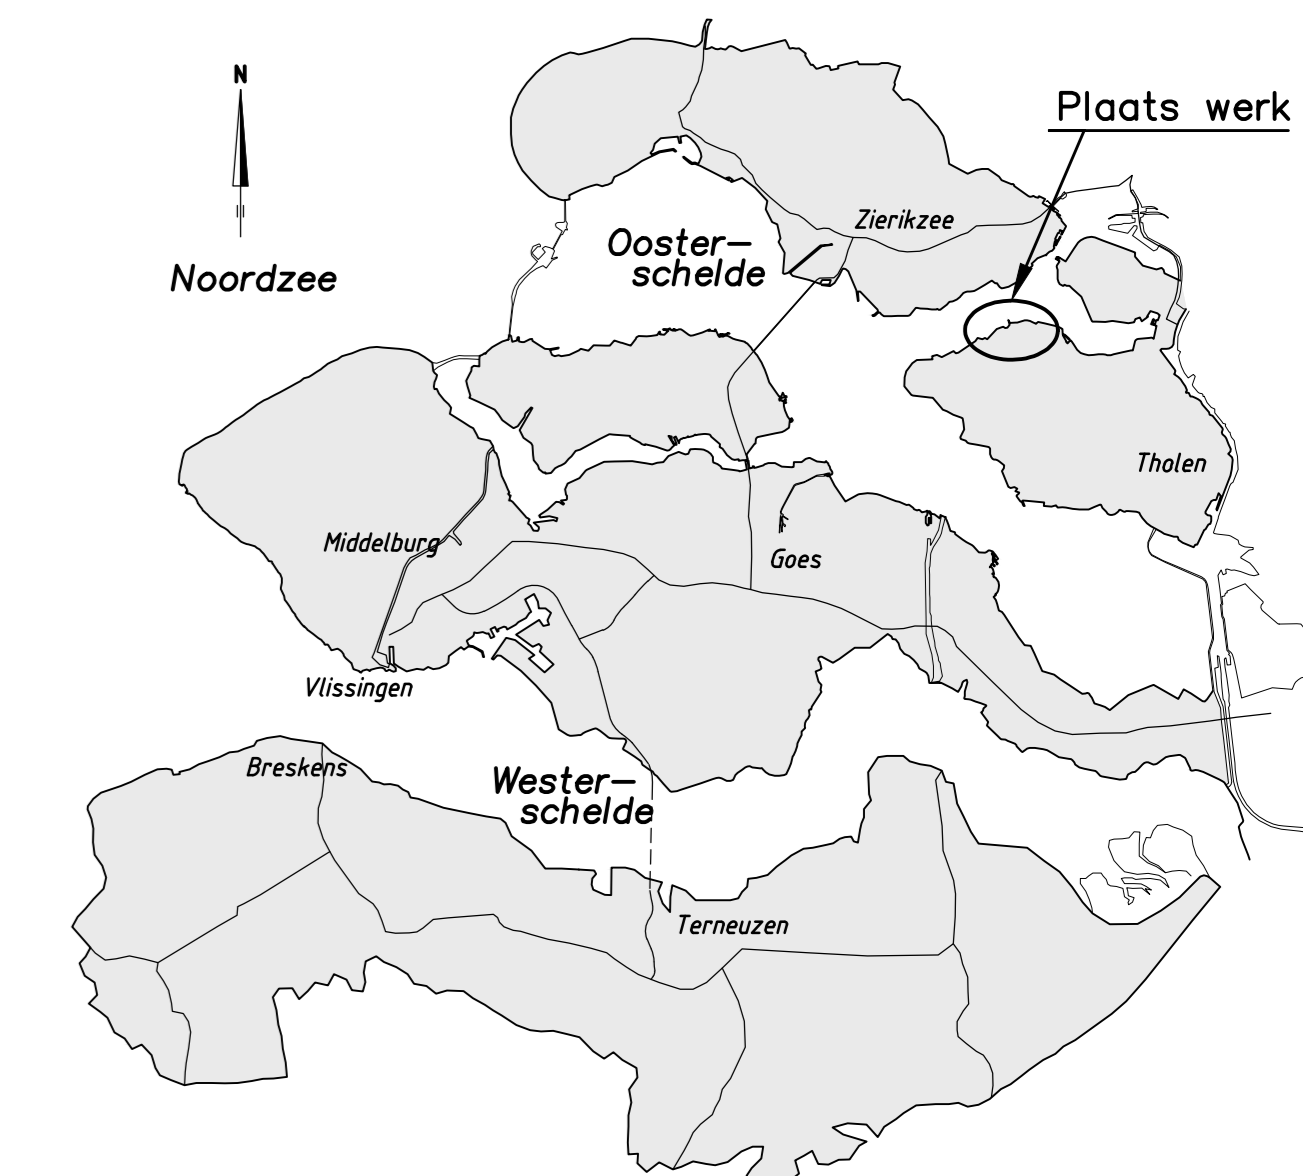 N
Plaats werk
Zierikzee
Ooster–
schelde
Noordzee
Tholen
Middelburg
Goes
Vlissingen
Breskens
Wester–
schelde
Terneuzen